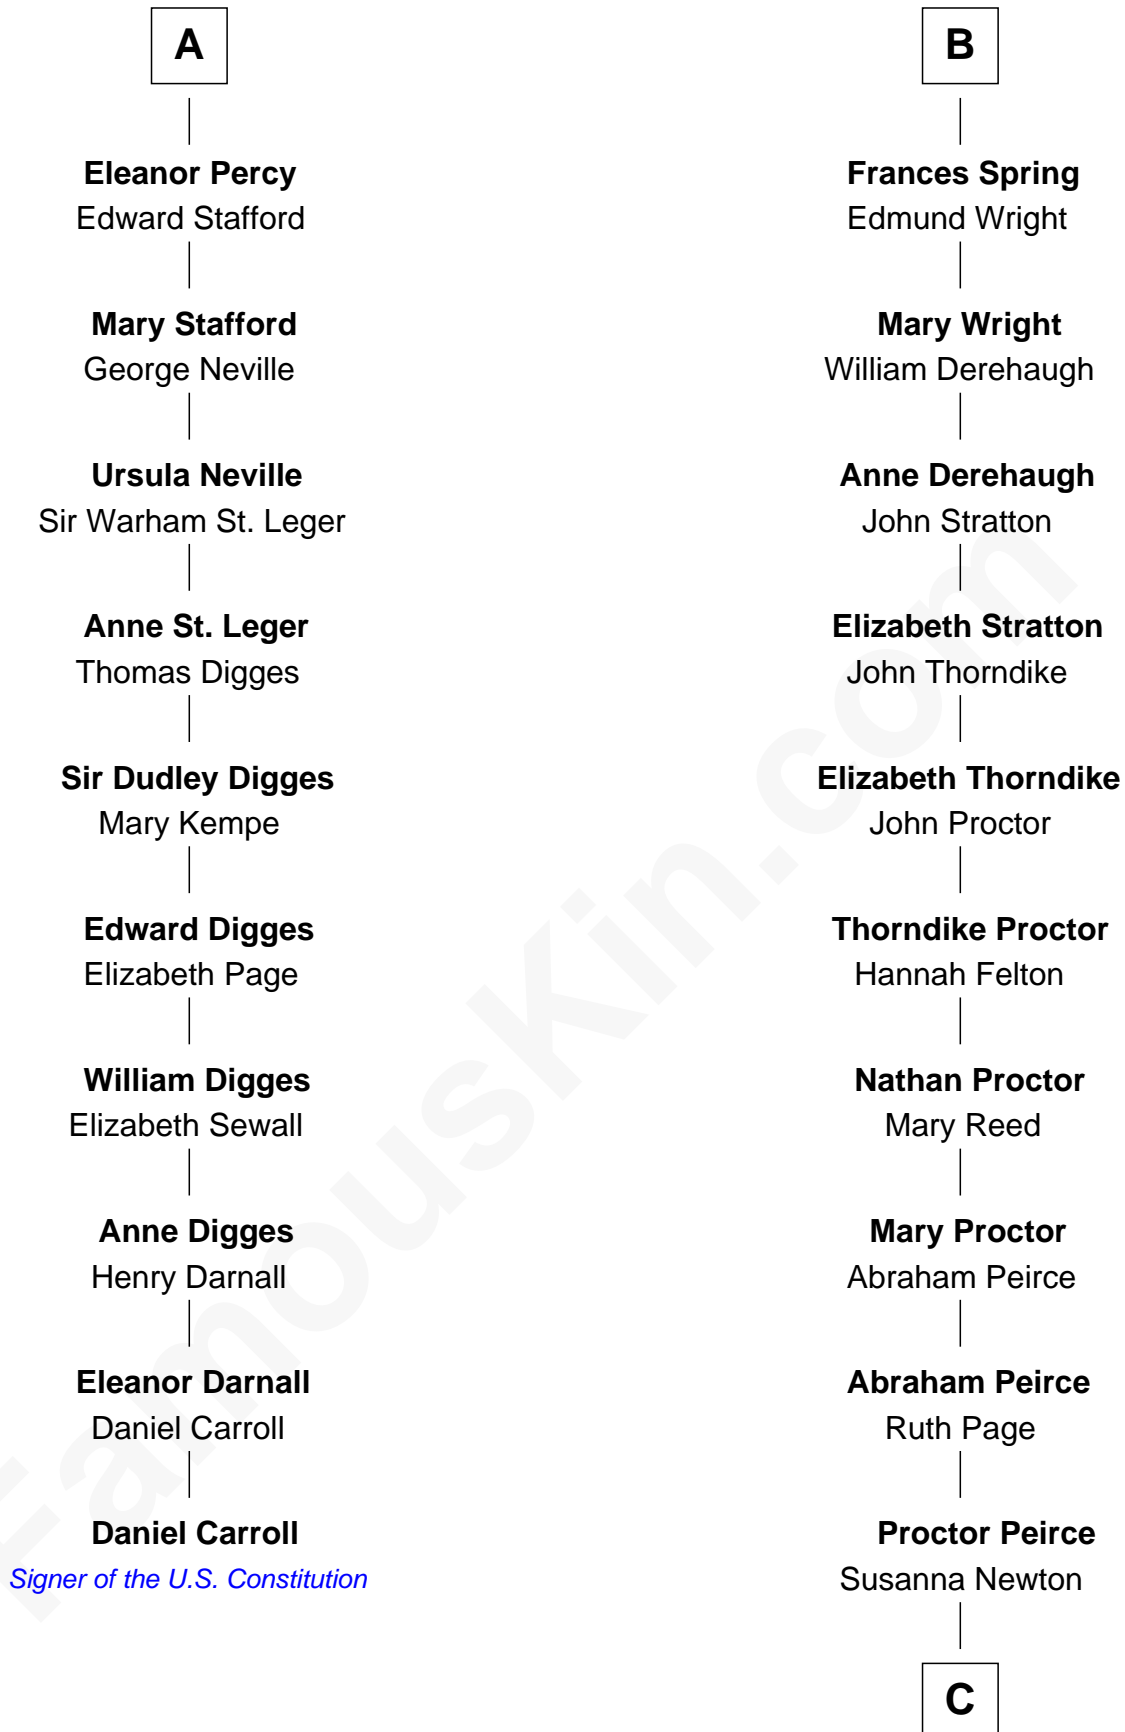 A
Eleanor Percy
Edward Stafford
Mary Stafford
George Neville
Ursula Neville
Sir Warham St. Leger
Anne St. Leger
Thomas Digges
Sir Dudley Digges
Mary Kempe
Edward Digges
Elizabeth Page
William Digges
Elizabeth Sewall
Anne Digges
Henry Darnall
Eleanor Darnall
Daniel Carroll
Daniel Carroll
Signer of the U.S. Constitution
B
Frances Spring
Edmund Wright
Mary Wright
William Derehaugh
Anne Derehaugh
John Stratton
Elizabeth Stratton
John Thorndike
Elizabeth Thorndike
John Proctor
Thorndike Proctor
Hannah Felton
Nathan Proctor
Mary Reed
Mary Proctor
Abraham Peirce
Abraham Peirce
Ruth Page
Proctor Peirce
Susanna Newton
C
FamousKin.com